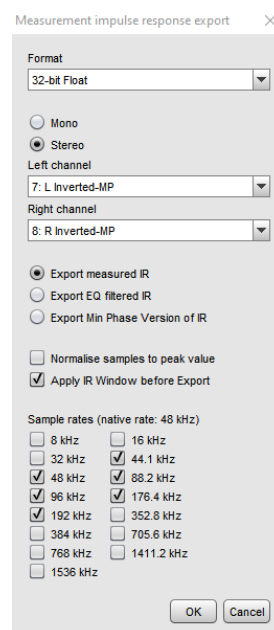 Measurement impulse response export
Format
32-bit Float
Mono
Stereo
Left channel
7: L Inverted-MP
Right channel
8: R Inverted-MP
Export measured IR
Export EQ filtered IR
Export Min Phase Version of IR
Normalise samples to peak value
Apply IR Window before Export
Sample rates (native rate: 48 kHz)
8 kHz 16 kHz
32 kHz 44.1 kHz
48 kHz 88.2 kHz
96 kHz 176.4 kHz
192 kHz 352.8 kHz
384 kHz 705.6 kHz
768 kHz 1411.2 kHz
1536 kHz
OK Cancel